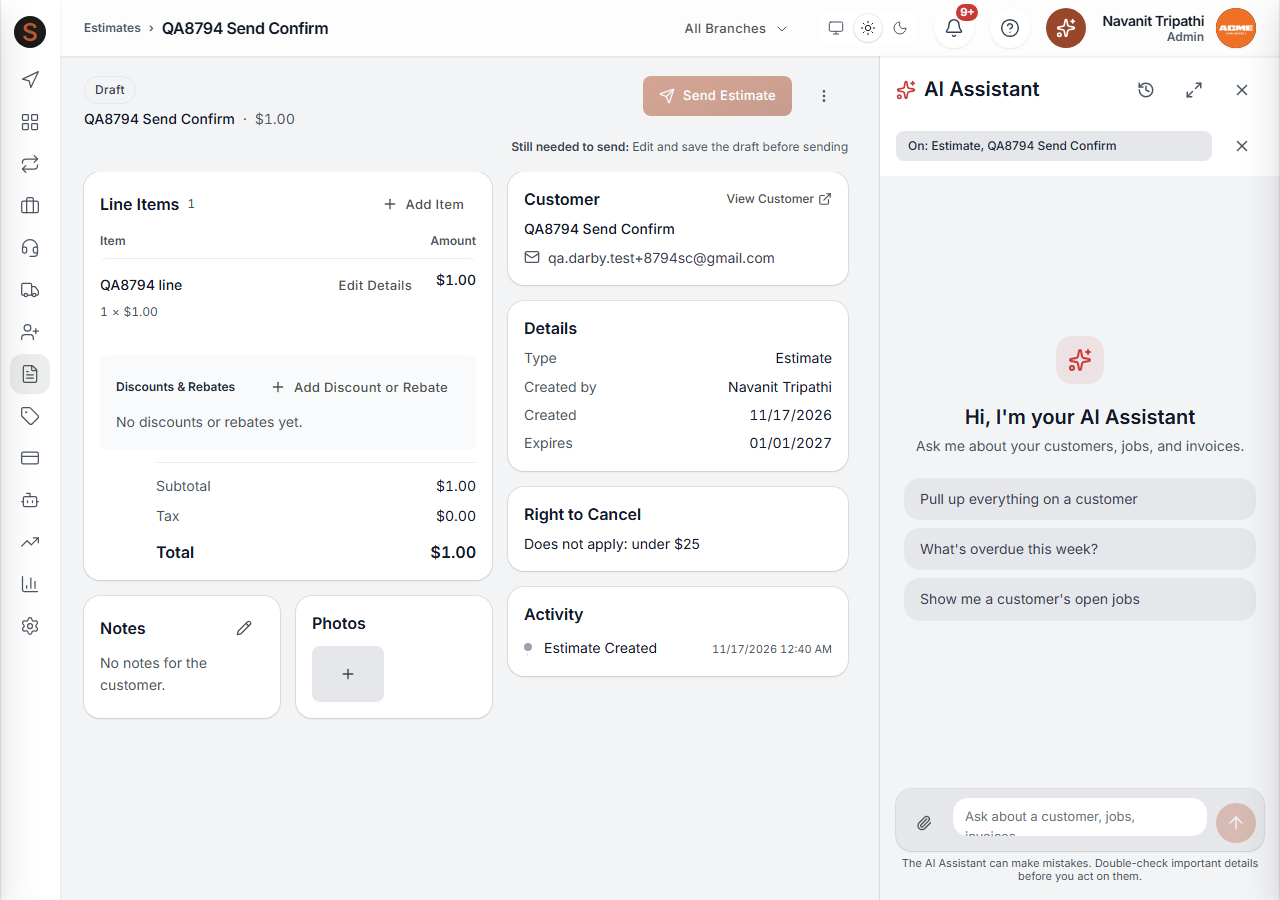 S
Estimates › QA8794 Send Confirm
All Branches
9+
Navanit Tripathi
Admin
ACME
Draft
Send Estimate
QA8794 Send Confirm · $1.00
Still needed to send: Edit and save the draft before sending
Line Items 1
Add Item
Item Amount
QA8794 line Edit Details $1.00
1 × $1.00
Discounts & Rebates
Add Discount or Rebate
No discounts or rebates yet.
Subtotal $1.00
Tax $0.00
Total $1.00
Notes
No notes for the
customer.
Photos
Customer View Customer
QA8794 Send Confirm
qa.darby.test+8794sc@gmail.com
Details
Type Estimate
Created by Navanit Tripathi
Created 11/17/2026
Expires 01/01/2027
Right to Cancel
Does not apply: under $25
Activity
Estimate Created 11/17/2026 12:40 AM
AI Assistant
On: Estimate, QA8794 Send Confirm
Hi, I'm your AI Assistant
Ask me about your customers, jobs, and invoices.
Pull up everything on a customer
What's overdue this week?
Show me a customer's open jobs
Ask about a customer, jobs,
The AI Assistant can make mistakes. Double-check important details
before you act on them.